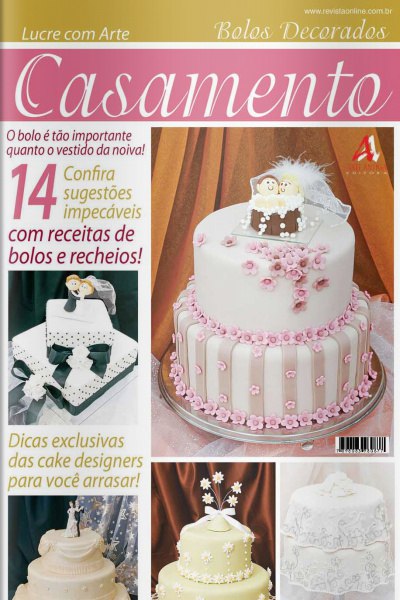 www.revistaonline.com.br
Lucre com Arte
Bolos Decorados
Casamento
O bolo é tão importante
quanto o vestido da noiva!
14 Confira
sugestões
impecáveis
com receitas de
bolos e recheios!
A
EDITORA
Dicas exclusivas
das cake designers
para você arrasar!